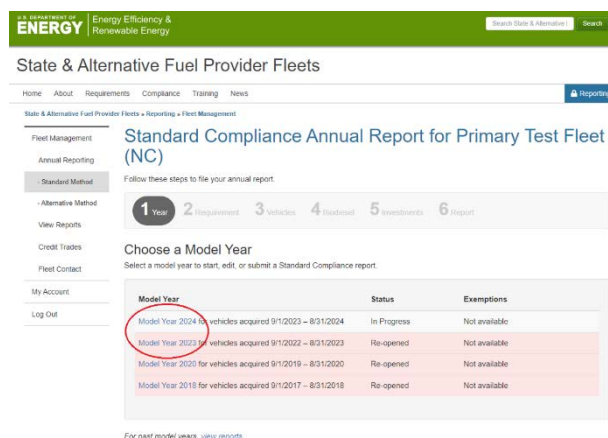 U.S. DEPARTMENT OF
ENERGY
Energy Efficiency &
Renewable Energy
Search State & Alternative
Search
State & Alternative Fuel Provider Fleets
Home About Requirements Compliance Training News
Reporting
State & Alternative Fuel Provider Fleets » Reporting » Fleet Management
Fleet Management
Annual Reporting
- Standard Method
- Alternative Method
View Reports
Credit Trades
Fleet Contact
My Account
Log Out
Standard Compliance Annual Report for Primary Test Fleet
(NC)
Follow these steps to file your annual report.
1 Year 2 Requirement 3 Vehicles 4 Biodiesel 5 Investments 6 Report
Choose a Model Year
Select a model year to start, edit, or submit a Standard Compliance report.
Model Year Status Exemptions
Model Year 2024 for vehicles acquired 9/1/2023 – 8/31/2024 In Progress Not available
Model Year 2023 for vehicles acquired 9/1/2022 – 8/31/2023 Re-opened Not available
Model Year 2020 for vehicles acquired 9/1/2019 – 8/31/2020 Re-opened Not available
Model Year 2018 for vehicles acquired 9/1/2017 – 8/31/2018 Re-opened Not available
For past model years, view reports.